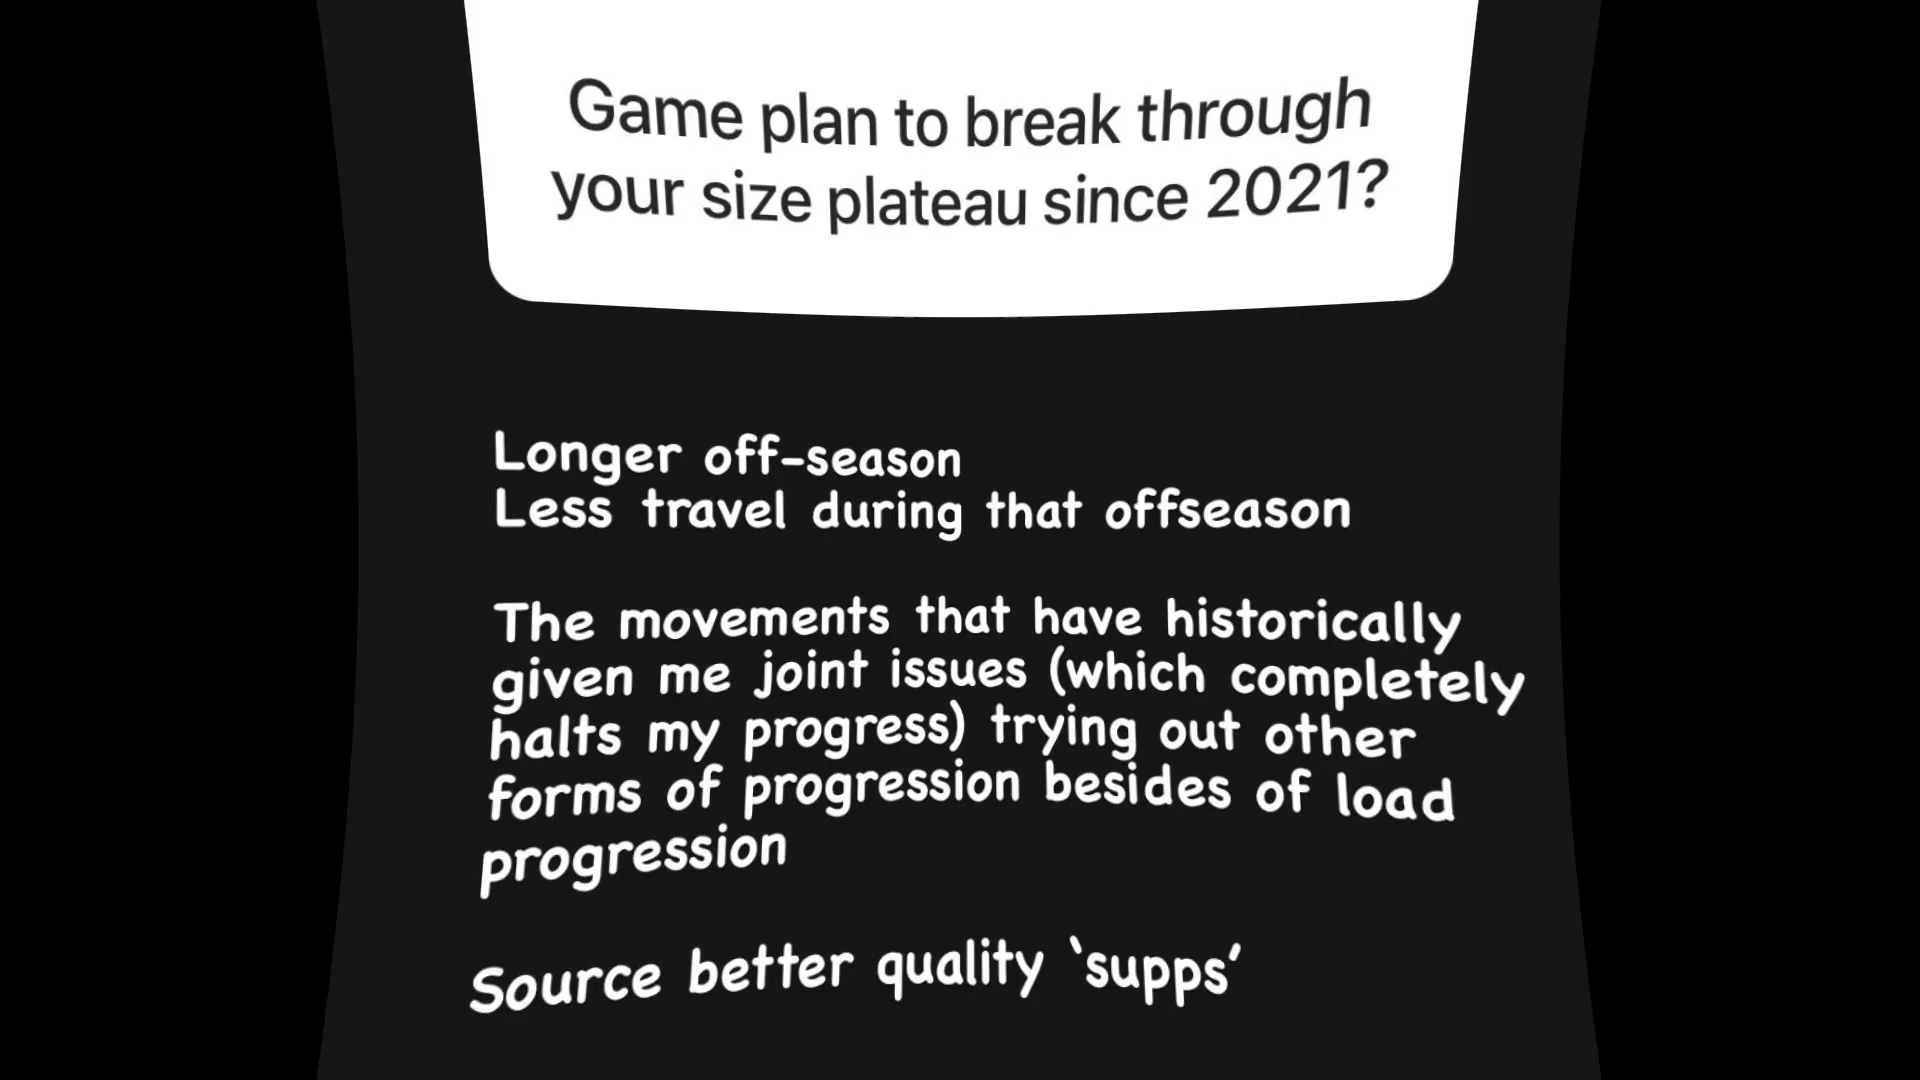 Game plan to break through
your size plateau since 2021?
Longer off-season
Less travel during that offseason
The movements that have historically
given me joint issues (which completely
halts my progress) trying out other
forms of progression besides of load
progression
Source better quality ‘supps’